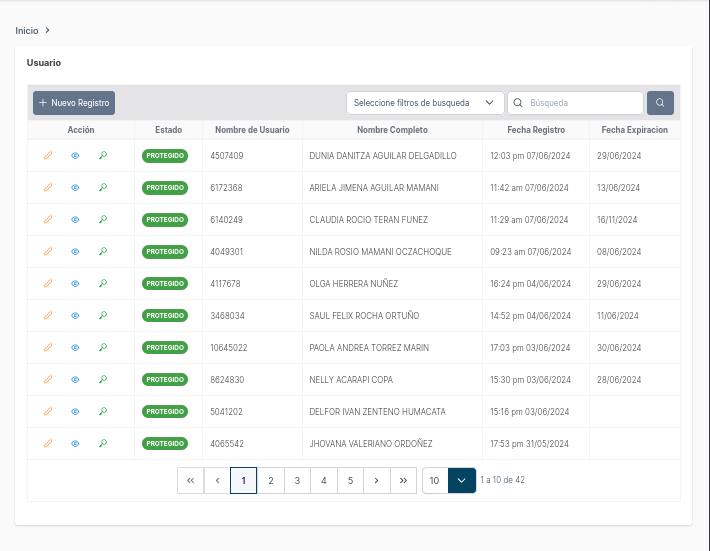 Inicio
Usuario
Nuevo Registro Seleccione filtros de busqueda Búsqueda
Acción Estado Nombre de Usuario Nombre Completo Fecha Registro Fecha Expiracion
PROTEGIDO 4507409 DUNIA DANITZA AGUILAR DELGADILLO 12:03 pm 07/06/2024 29/06/2024
PROTEGIDO 6172368 ARIELA JIMENA AGUILAR MAMANI 11:42 am 07/06/2024 13/06/2024
PROTEGIDO 6140249 CLAUDIA ROCIO TERAN FUNEZ 11:29 am 07/06/2024 16/11/2024
PROTEGIDO 4049301 NILDA ROSIO MAMANI OCZACHOQUE 09:23 am 07/06/2024 08/06/2024
PROTEGIDO 4117678 OLGA HERRERA NUÑEZ 16:24 pm 04/06/2024 29/06/2024
PROTEGIDO 3468034 SAUL FELIX ROCHA ORTUÑO 14:52 pm 04/06/2024 11/06/2024
PROTEGIDO 10645022 PAOLA ANDREA TORREZ MARIN 17:03 pm 03/06/2024 30/06/2024
PROTEGIDO 8624830 NELLY ACARAPI COPA 15:30 pm 03/06/2024 28/06/2024
PROTEGIDO 5041202 DELFOR IVAN ZENTENO HUMACATA 15:16 pm 03/06/2024
PROTEGIDO 4065542 JHOVANA VALERIANO ORDOÑEZ 17:53 pm 31/05/2024
« ‹ 1 2 3 4 5 › » 10 1 a 10 de 42